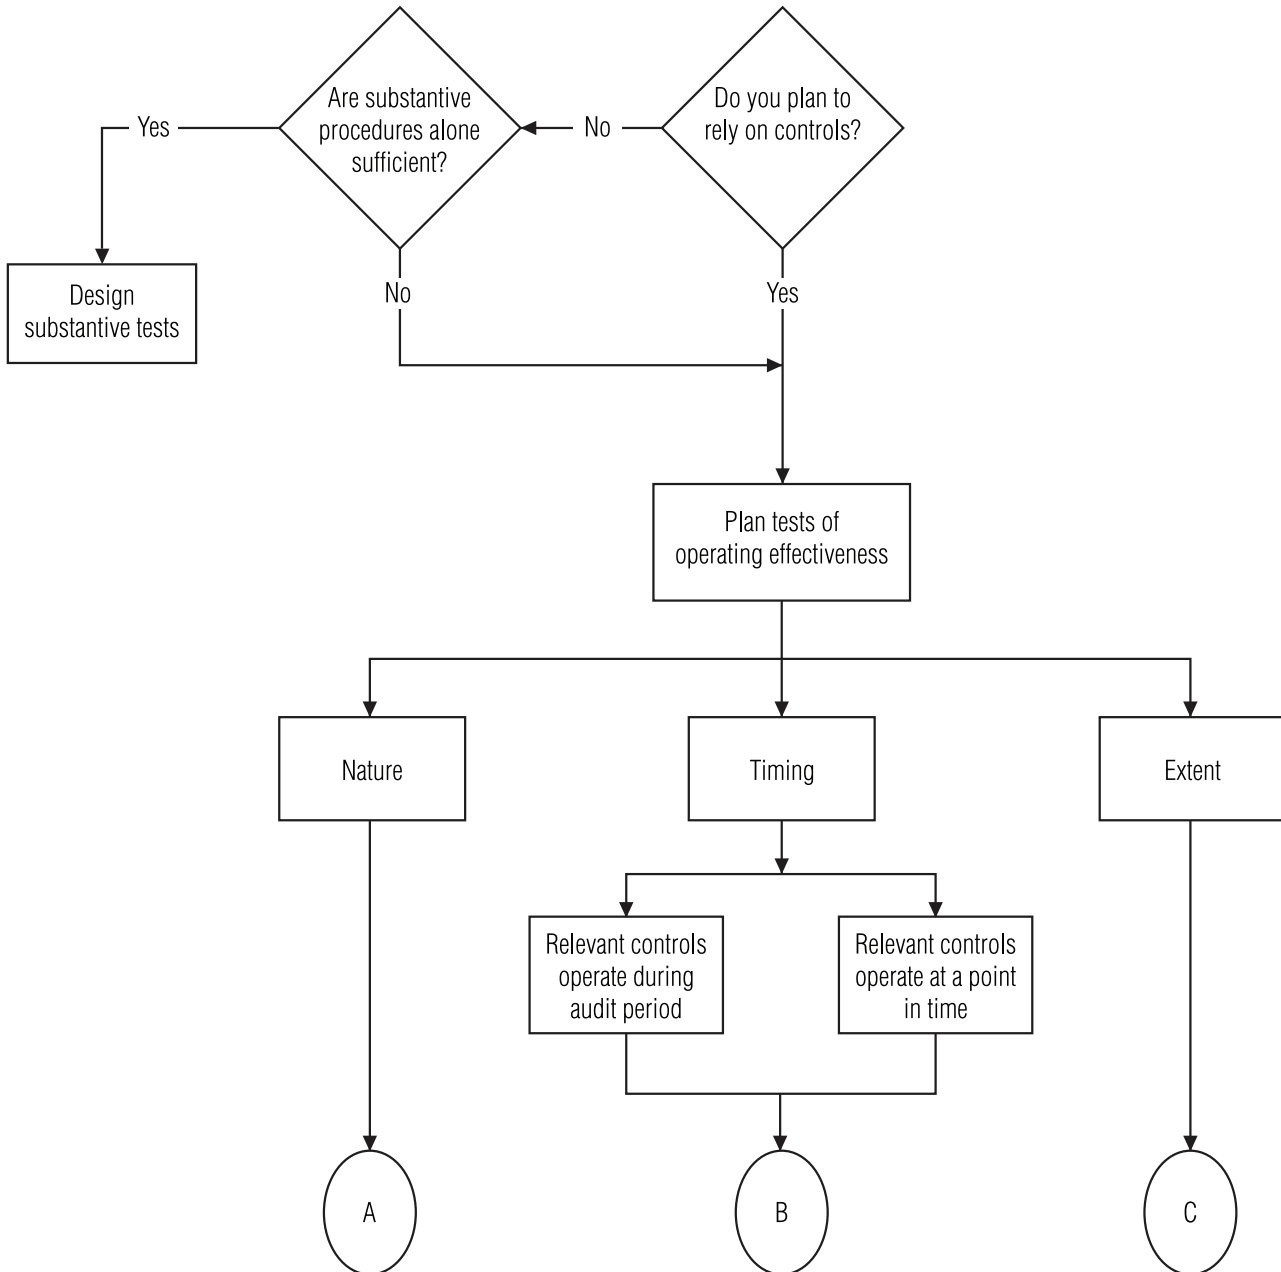 Are substantive
procedures alone
sufficient?
Do you plan to
rely on controls?
Yes
No
Design
substantive tests
No
Yes
Plan tests of
operating effectiveness
Nature
Timing
Extent
Relevant controls
operate during
audit period
Relevant controls
operate at a point
in time
A
B
C